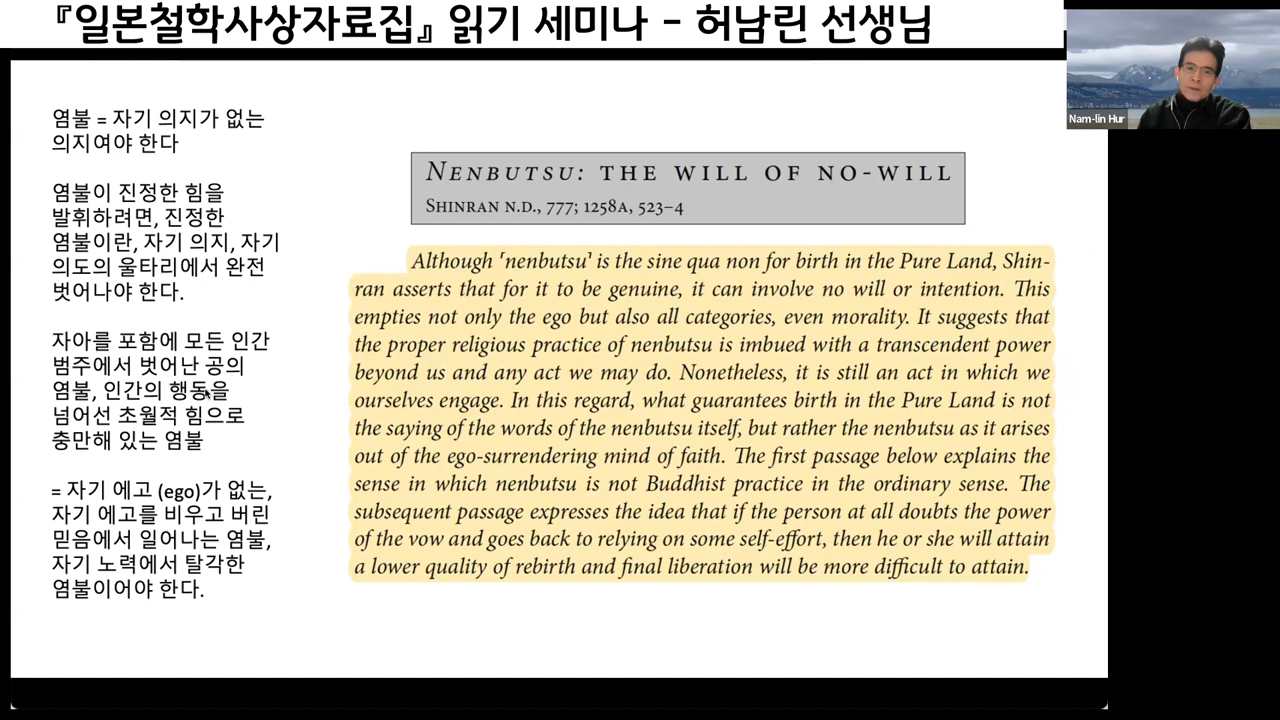 『일본철학사상자료집』 읽기 세미나 - 허남린 선생님
Nam-lin Hur
염불 = 자기 의지가 없는
의지여야 한다
염불이 진정한 힘을
발휘하려면, 진정한
염불이란, 자기 의지, 자기
의도의 울타리에서 완전
벗어나야 한다.
자아를 포함에 모든 인간
범주에서 벗어난 공의
염불, 인간의 행동을
넘어선 초월적 힘으로
충만해 있는 염불
= 자기 에고 (ego)가 없는,
자기 에고를 비우고 버린
믿음에서 일어나는 염불,
자기 노력에서 탈각한
염불이어야 한다.
NENBUTSU: THE WILL OF NO-WILL
SHINRAN N.D., 777; 1258A, 523–4
Although ⌜nenbutsu⌝ is the sine qua non for birth in the Pure Land, Shin-
ran asserts that for it to be genuine, it can involve no will or intention. This
empties not only the ego but also all categories, even morality. It suggests that
the proper religious practice of nenbutsu is imbued with a transcendent power
beyond us and any act we may do. Nonetheless, it is still an act in which we
ourselves engage. In this regard, what guarantees birth in the Pure Land is not
the saying of the words of the nenbutsu itself, but rather the nenbutsu as it arises
out of the ego-surrendering mind of faith. The first passage below explains the
sense in which nenbutsu is not Buddhist practice in the ordinary sense. The
subsequent passage expresses the idea that if the person at all doubts the power
of the vow and goes back to relying on some self-effort, then he or she will attain
a lower quality of rebirth and final liberation will be more difficult to attain.